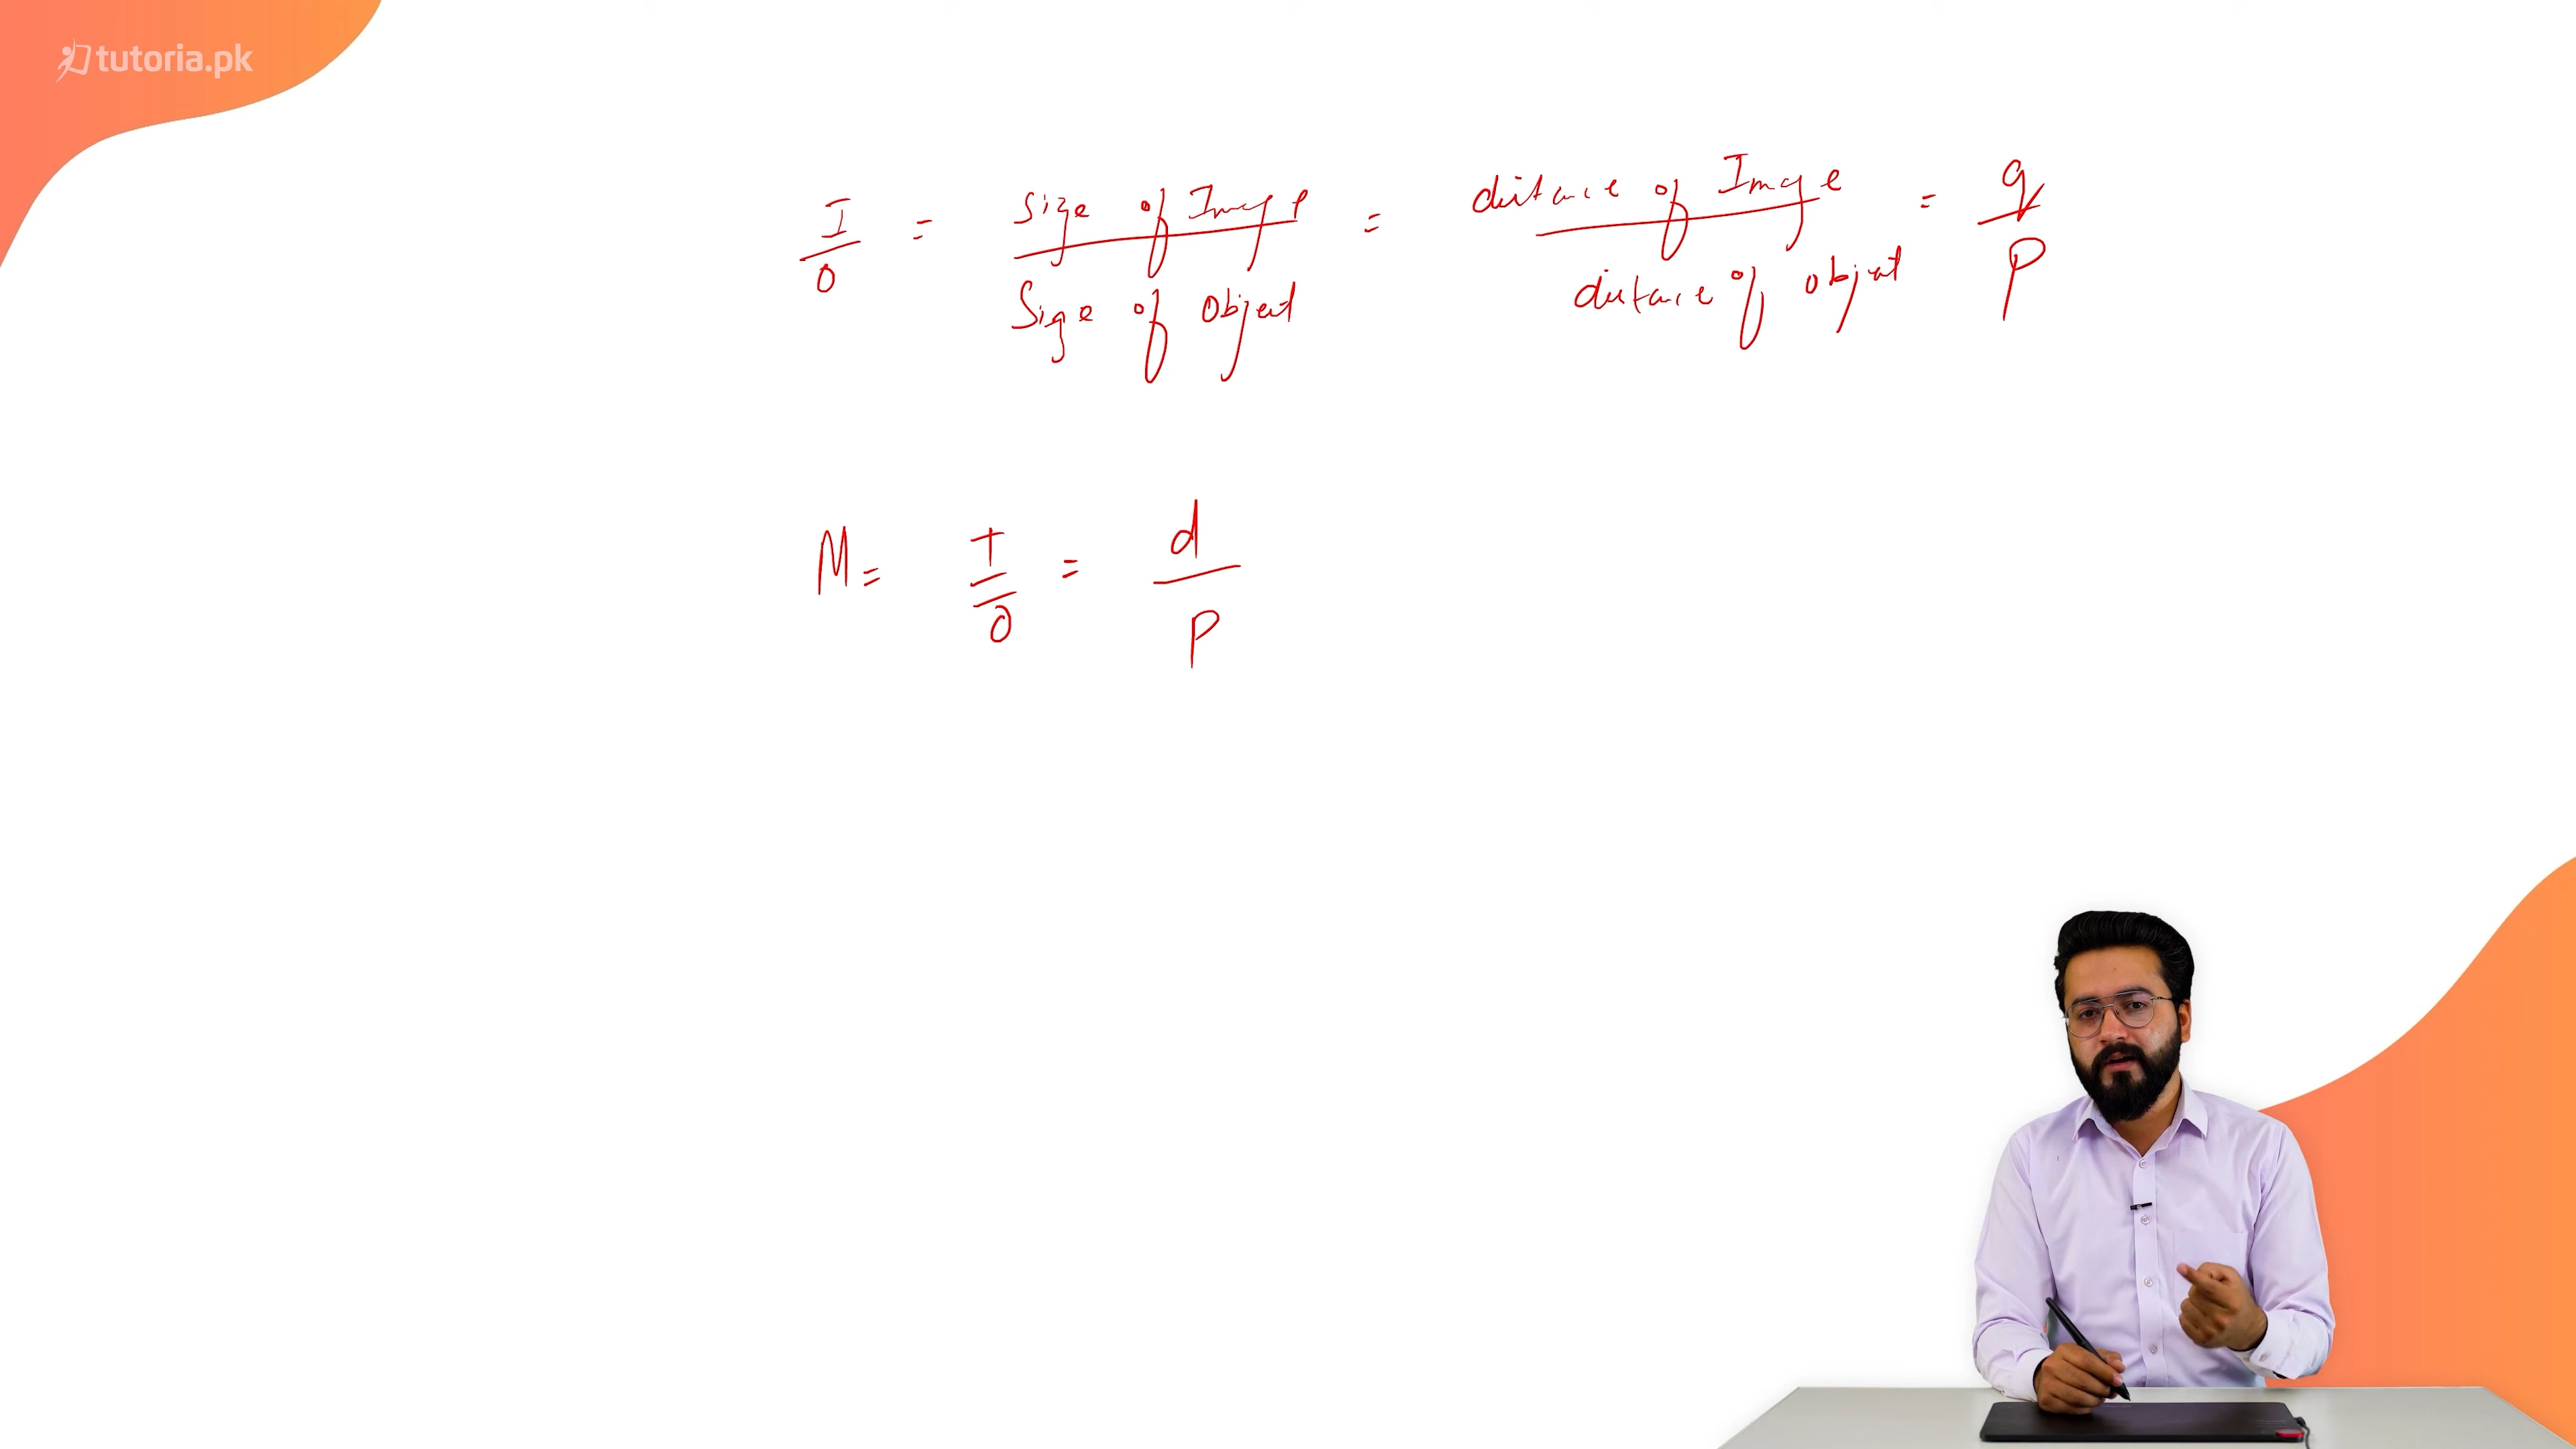 tutoria.pk
I/O = Size of Image / Size of Object = distance of Image / distance of object = q/p
M = I/O = d/p